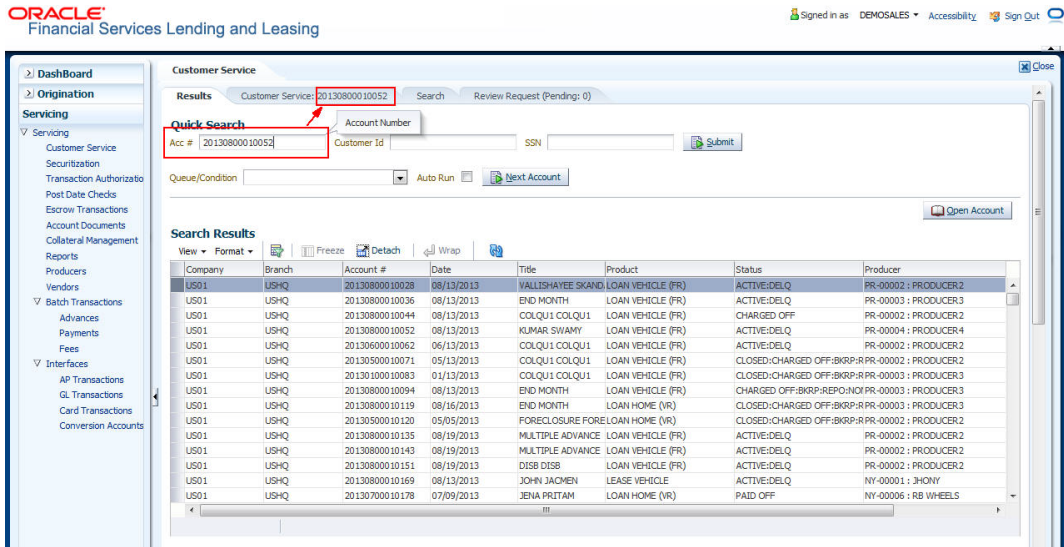 ORACLE
Financial Services Lending and Leasing
Signed in as DEMOSALES Accessibility Sign Out
Close
DashBoard
Origination
Servicing
Servicing
Customer Service
Securitization
Transaction Authorizatio
Post Date Checks
Escrow Transactions
Account Documents
Collateral Management
Reports
Producers
Vendors
Batch Transactions
Advances
Payments
Fees
Interfaces
AP Transactions
GL Transactions
Card Transactions
Conversion Accounts
Customer Service
Results Customer Service: 20130800010052 Search Review Request (Pending: 0)
Quick Search
Account Number
Acc # 20130800010052 Customer Id SSN Submit
Queue/Condition Auto Run Next Account
Open Account
Search Results
View Format Freeze Detach Wrap
Company Branch Account # Date Title Product Status Producer
US01 USHQ 20130800010028 08/13/2013 VALLISHAYEE SKAND LOAN VEHICLE (FR) ACTIVE:DELQ PR-00002 : PRODUCER2
US01 USHQ 20130800010036 08/13/2013 END MONTH LOAN VEHICLE (FR) ACTIVE:DELQ PR-00003 : PRODUCER3
US01 USHQ 20130800010044 08/13/2013 COLQU1 COLQU1 LOAN VEHICLE (FR) CHARGED OFF PR-00002 : PRODUCER2
US01 USHQ 20130800010052 08/13/2013 KUMAR SWAMY LOAN VEHICLE (FR) ACTIVE:DELQ PR-00004 : PRODUCER4
US01 USHQ 20130600010062 06/13/2013 COLQU1 COLQU1 LOAN VEHICLE (FR) ACTIVE:DELQ PR-00002 : PRODUCER2
US01 USHQ 20130500010071 05/13/2013 COLQU1 COLQU1 LOAN VEHICLE (FR) CLOSED:CHARGED OFF:BKRP:R PR-00002 : PRODUCER2
US01 USHQ 20130100010083 01/13/2013 COLQU1 COLQU1 LOAN VEHICLE (FR) CLOSED:CHARGED OFF:BKRP:R PR-00003 : PRODUCER3
US01 USHQ 20130800010094 08/13/2013 END MONTH LOAN VEHICLE (FR) CHARGED OFF:BKRP:REPO:NOI PR-00003 : PRODUCER3
US01 USHQ 20130800010119 08/16/2013 END MONTH LOAN HOME (VR) CLOSED:CHARGED OFF:BKRP:R PR-00003 : PRODUCER3
US01 USHQ 20130500010120 05/05/2013 FORECLOSURE FORE LOAN HOME (VR) CLOSED:CHARGED OFF:BKRP:R PR-00002 : PRODUCER2
US01 USHQ 20130800010135 08/19/2013 MULTIPLE ADVANCE LOAN VEHICLE (FR) ACTIVE:DELQ PR-00002 : PRODUCER2
US01 USHQ 20130800010143 08/19/2013 MULTIPLE ADVANCE LOAN VEHICLE (FR) ACTIVE:DELQ PR-00002 : PRODUCER2
US01 USHQ 20130800010151 08/19/2013 DISB DISB LOAN VEHICLE (FR) ACTIVE:DELQ PR-00002 : PRODUCER2
US01 USHQ 20130800010169 08/13/2013 JOHN JACMEN LEASE VEHICLE ACTIVE:DELQ NY-00001 : JHONY
US01 USHQ 20130700010178 07/09/2013 JENA PRITAM LOAN HOME (VR) PAID OFF NY-00006 : RB WHEELS